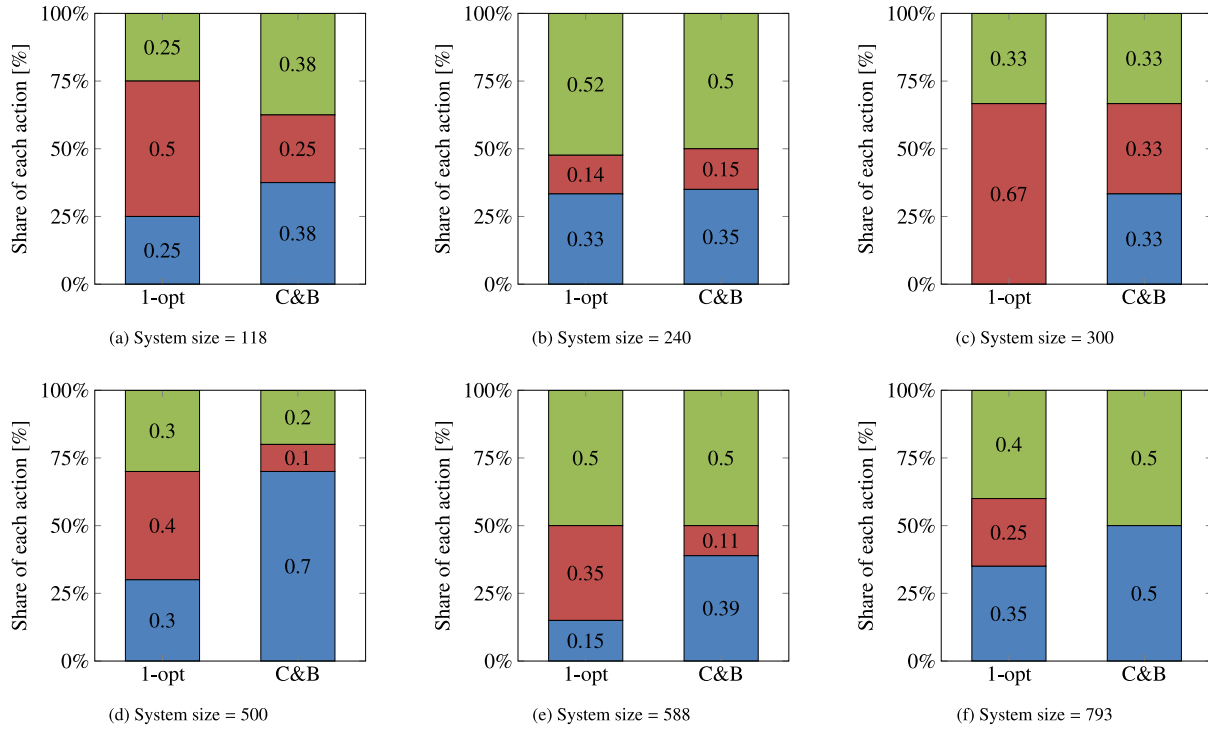 100%
75%
50%
25%
0%
Share of each action [%]
0.25
0.5
0.25
0.38
0.25
0.38
1-opt
C&B
(a) System size = 118
100%
75%
50%
25%
0%
Share of each action [%]
0.52
0.14
0.33
0.5
0.15
0.35
1-opt
C&B
(b) System size = 240
100%
75%
50%
25%
0%
Share of each action [%]
0.33
0.67
0.33
0.33
0.33
1-opt
C&B
(c) System size = 300
100%
75%
50%
25%
0%
Share of each action [%]
0.3
0.4
0.3
0.2
0.1
0.7
1-opt
C&B
(d) System size = 500
100%
75%
50%
25%
0%
Share of each action [%]
0.5
0.35
0.15
0.5
0.11
0.39
1-opt
C&B
(e) System size = 588
100%
75%
50%
25%
0%
Share of each action [%]
0.4
0.25
0.35
0.5
0.5
1-opt
C&B
(f) System size = 793